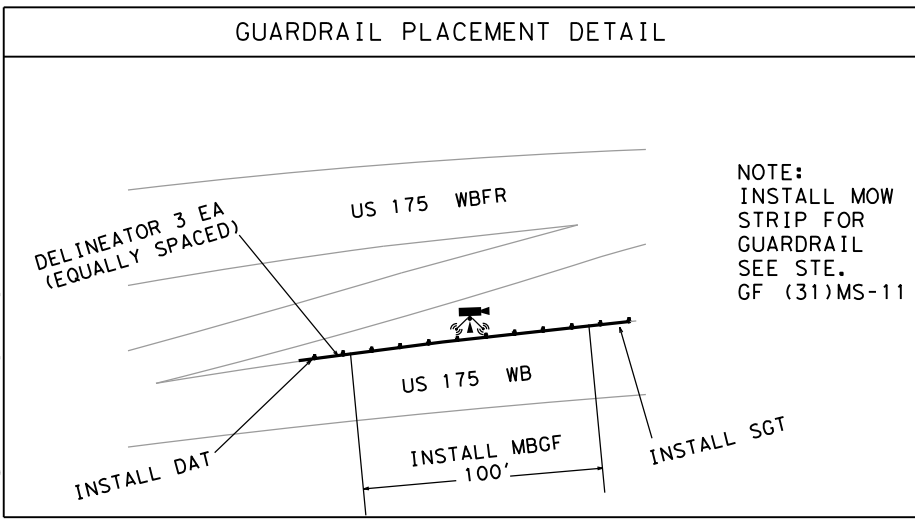 GUARDRAIL PLACEMENT DETAIL
US 175 WBFR
DELINEATOR 3 EA
(EQUALLY SPACED)
NOTE:
INSTALL MOW
STRIP FOR
GUARDRAIL
SEE STE.
GF (31)MS-11
US 175 WB
INSTALL DAT
INSTALL MBGF
100'
INSTALL SGT